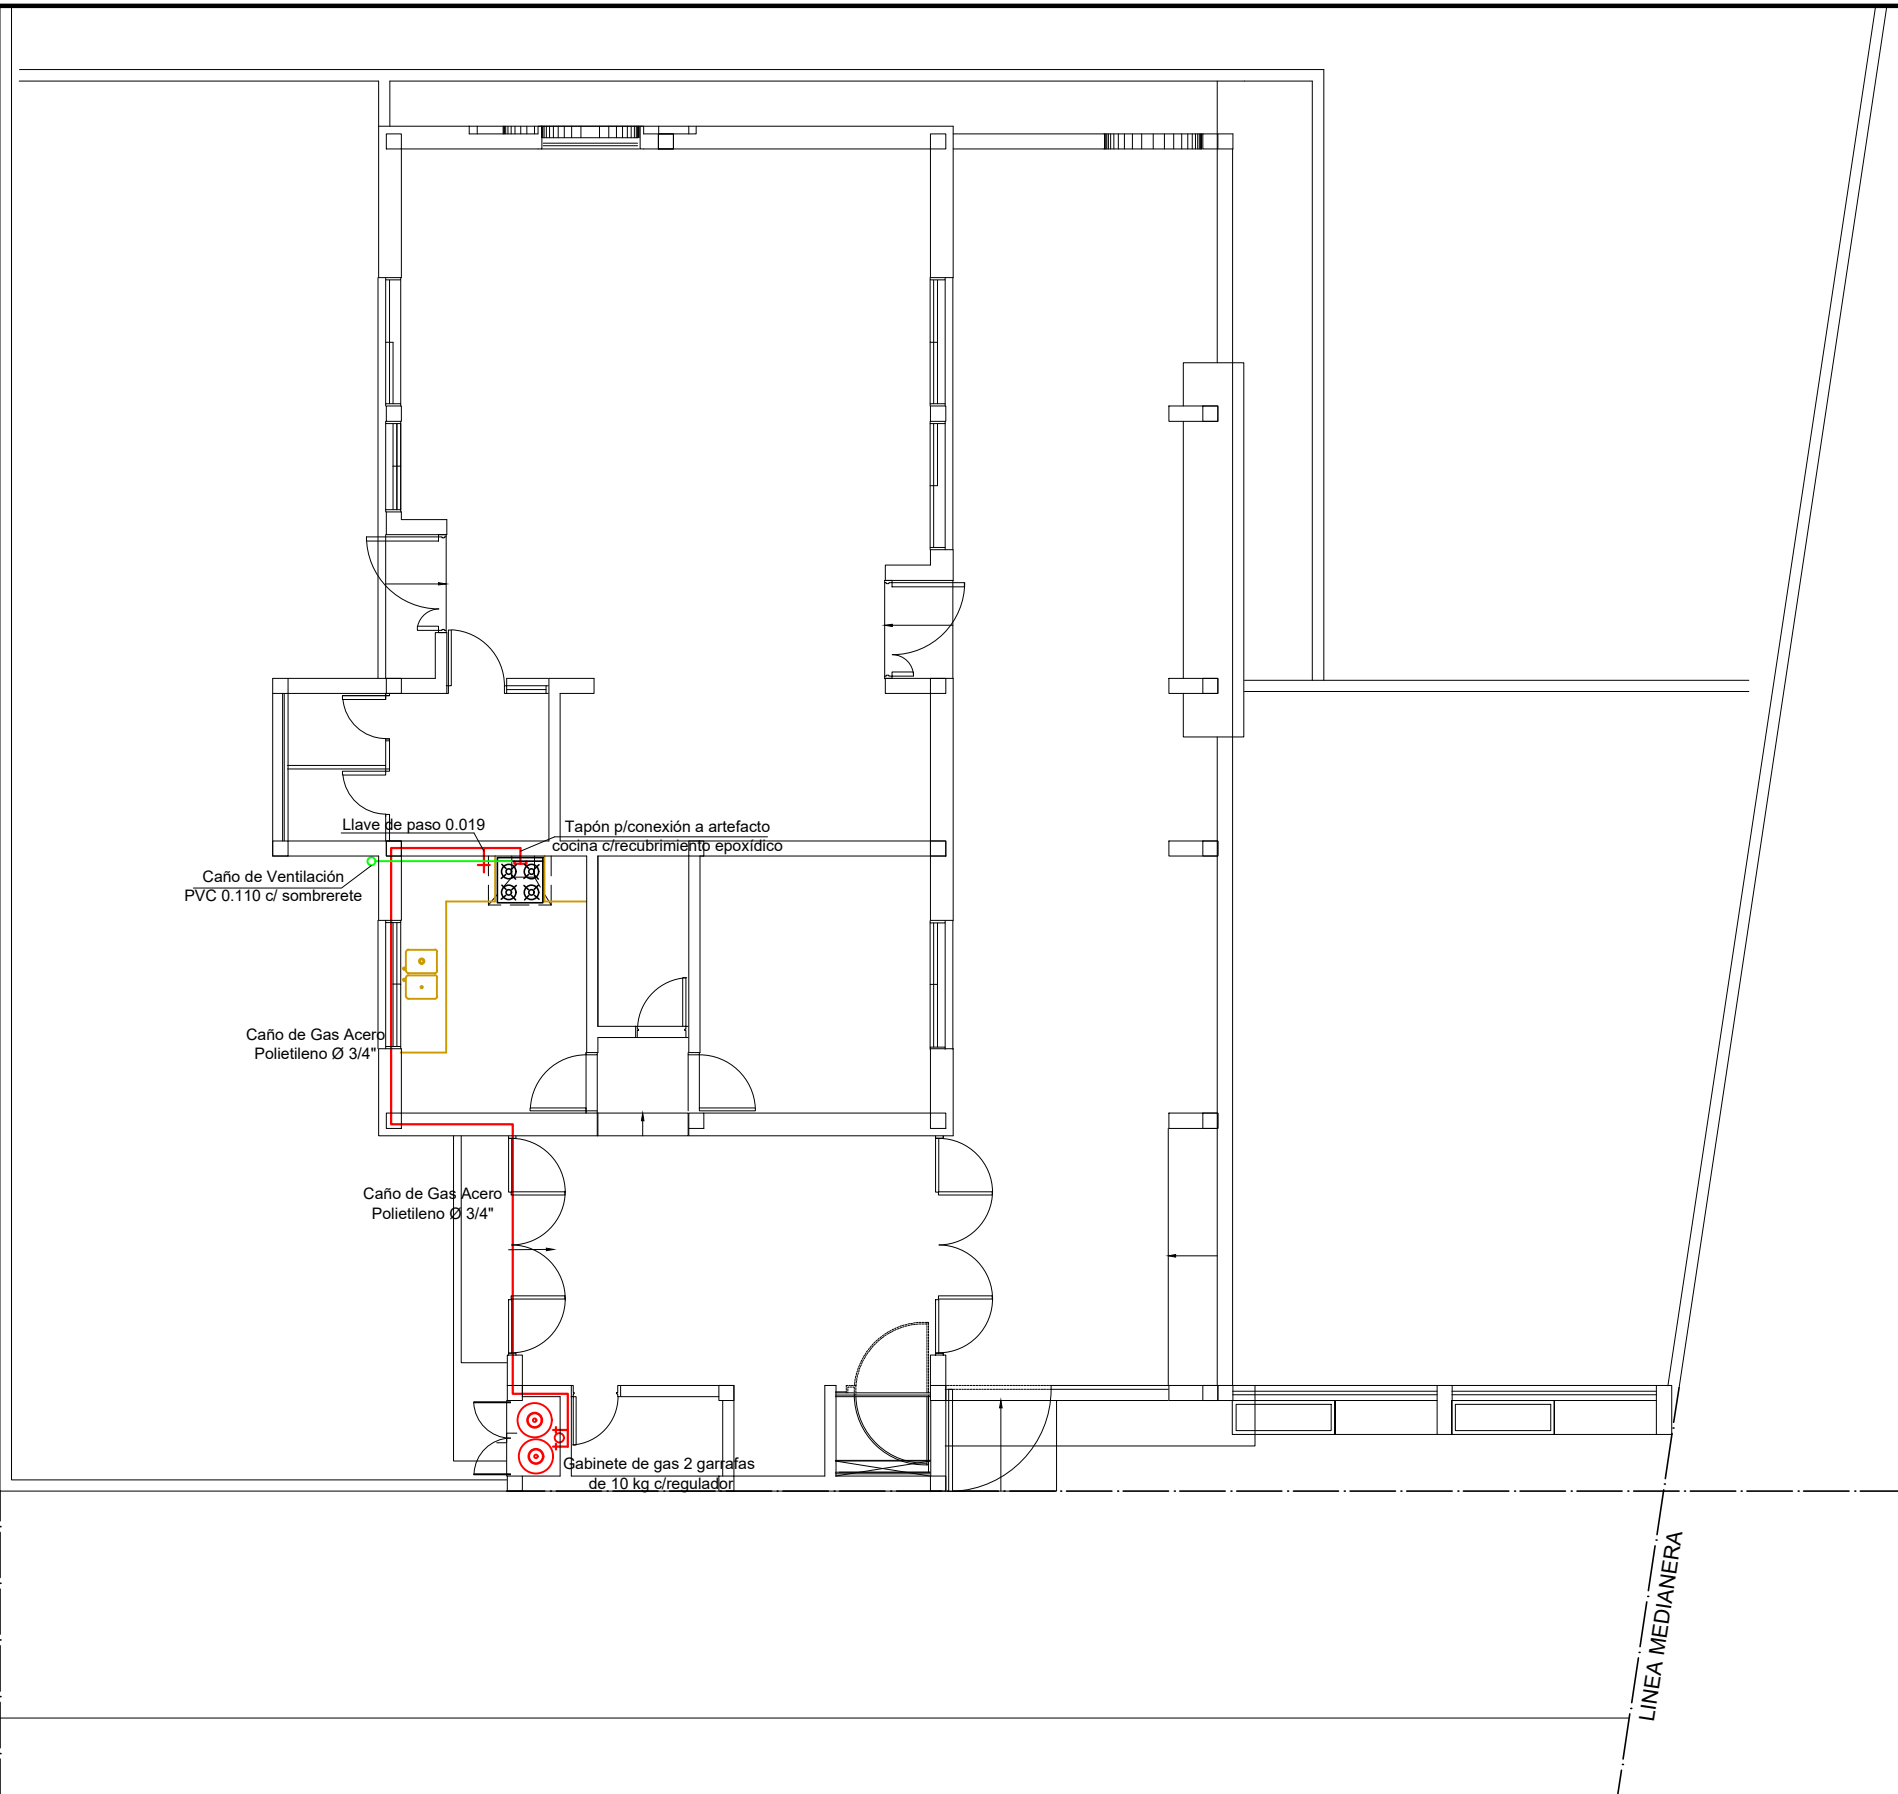 Llave de paso 0.019
Tapón p/conexión a artefacto
cocina c/recubrimiento epoxídico
Caño de Ventilación
PVC 0.110 c/ sombrerete
Caño de Gas Acero
Polietileno Ø 3/4"
Caño de Gas Acero
Polietileno Ø 3/4"
Gabinete de gas 2 garrafas
de 10 kg c/regulador
LINEA MEDIANERA